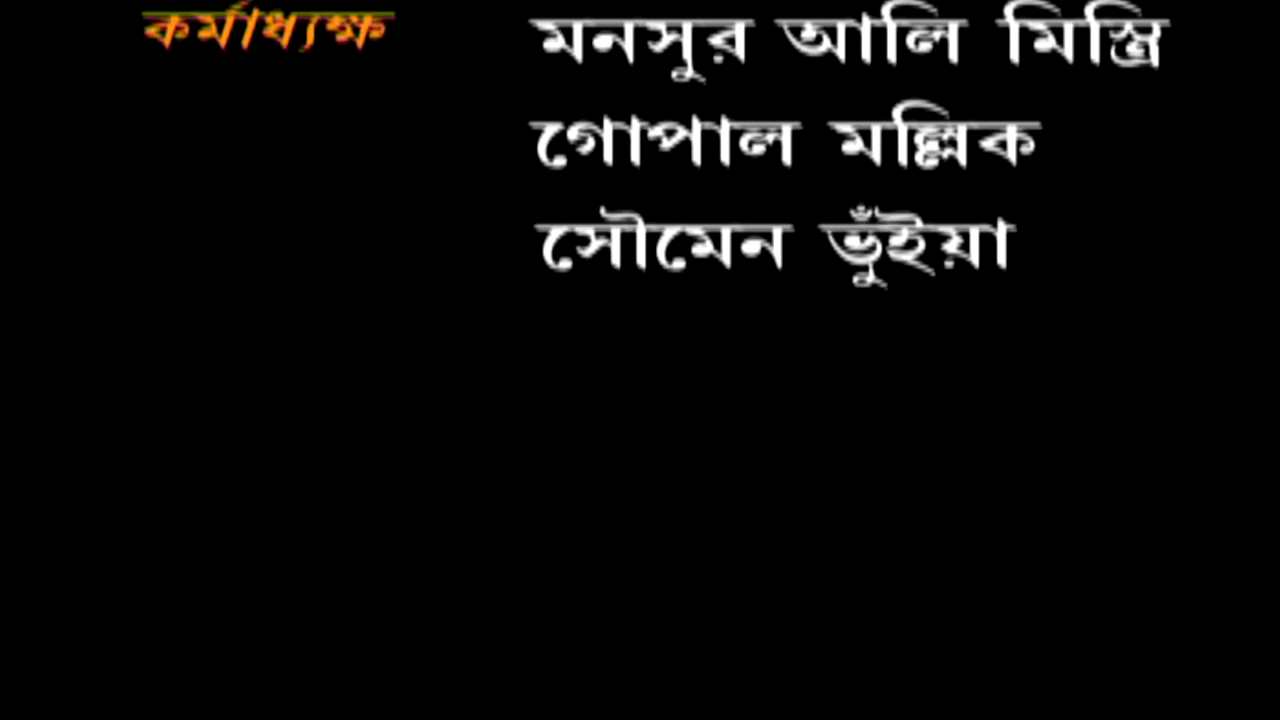 কর্মাধ্যক্ষ মনসুর আলি মিস্ত্রি
গোপাল মল্লিক
সৌমেন ভুঁইয়া